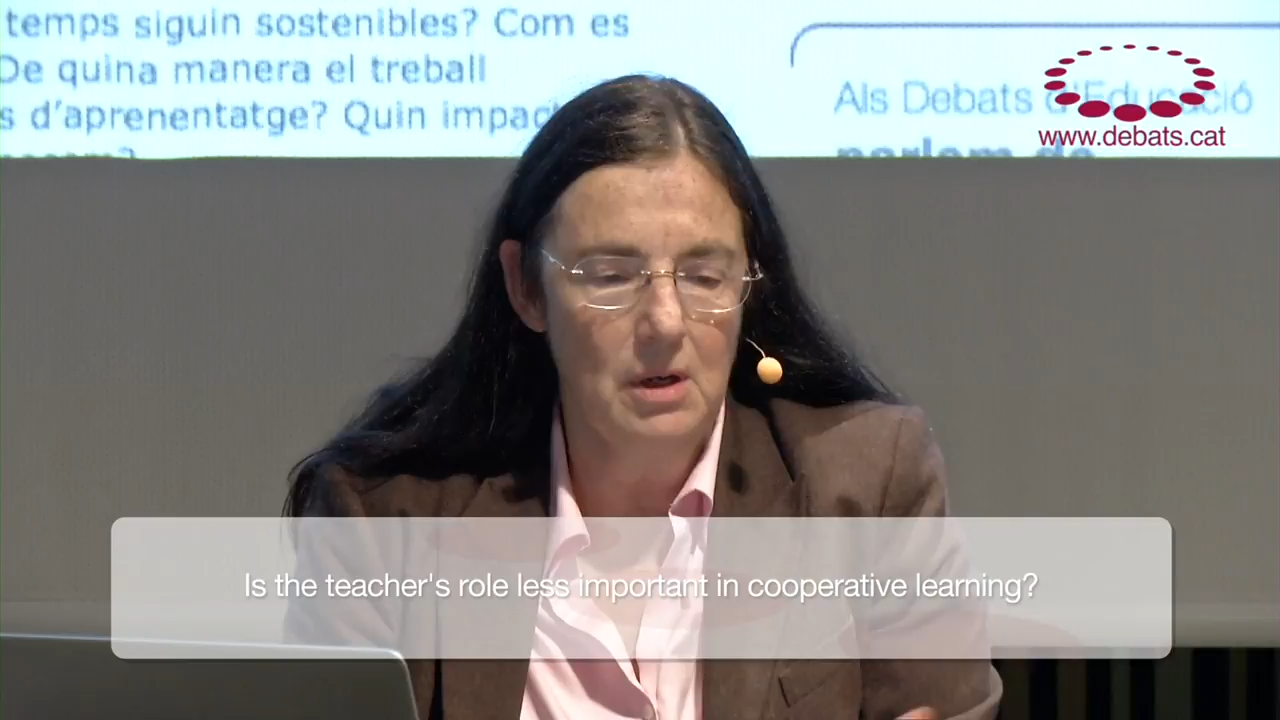 temps siguin sostenibles? Com es
De quina manera el treball
s d'aprenentatge? Quin impac
Als Debats d'Educació
www.debats.cat
Is the teacher's role less important in cooperative learning?